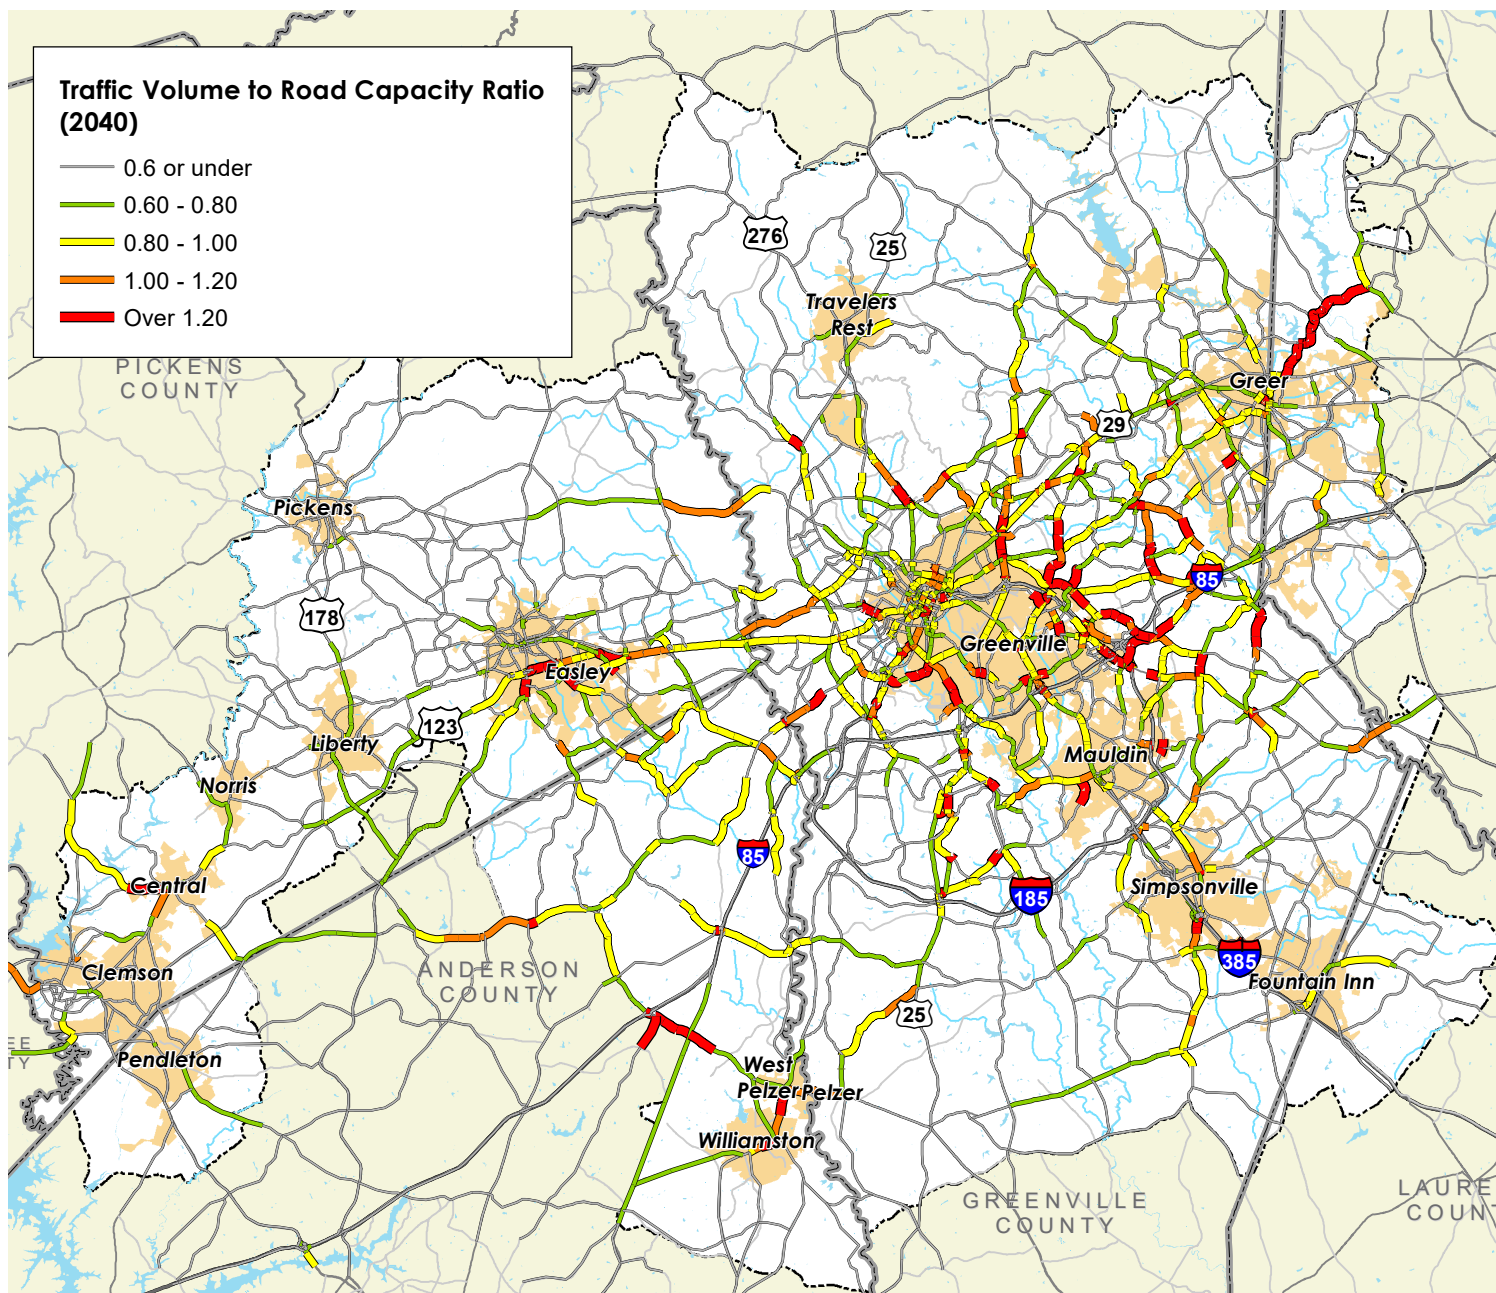 Traffic Volume to Road Capacity Ratio
(2040)
0.6 or under
0.60 - 0.80
0.80 - 1.00
1.00 - 1.20
Over 1.20
276
25
Travelers
Rest
PICKENS
COUNTY
Greer
29
Pickens
85
178
Greenville
Easley
123
Liberty
Mauldin
Norris
85
Central
Simpsonville
185
385
Clemson
ANDERSON
COUNTY
Fountain Inn
25
EE
TY
Pendleton
West
Pelzer
Pelzer
Williamston
GREENVILLE
COUNTY
LAURE
COUNT